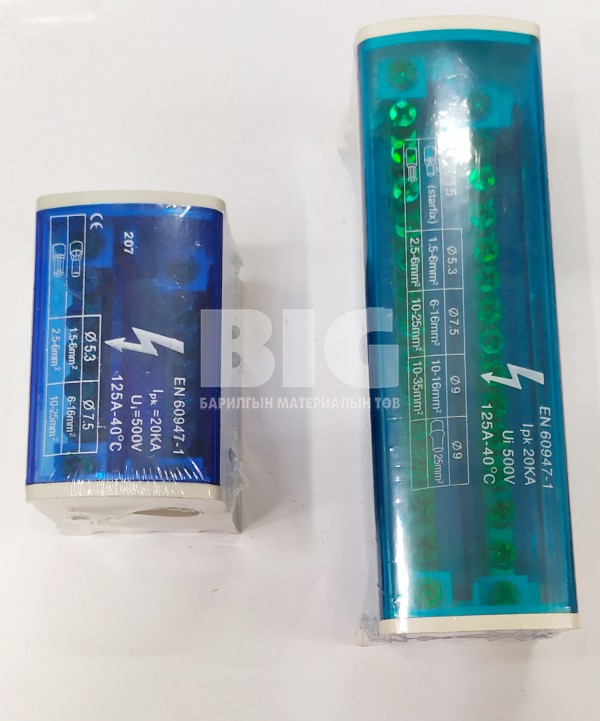 CE
207
EN 60947-1
Ipk =20KA
Ui=500V
125A-40°C
Ø 5.3
Ø 7.5
1.5-6mm²
6-16mm²
2.5-6mm²
10-25mm²
BIG
БАРИЛГЫН МАТЕРИАЛЫН ТӨВ
EN 60947-1
Ipk 20KA
Ui 500V
125A-40°C
Ø5.3
Ø7.5
Ø9
Ø9
(starfix)
1.5-6mm²
6-16mm²
10-16mm²
25mm²
2.5-6mm²
10-25mm²
10-35mm²